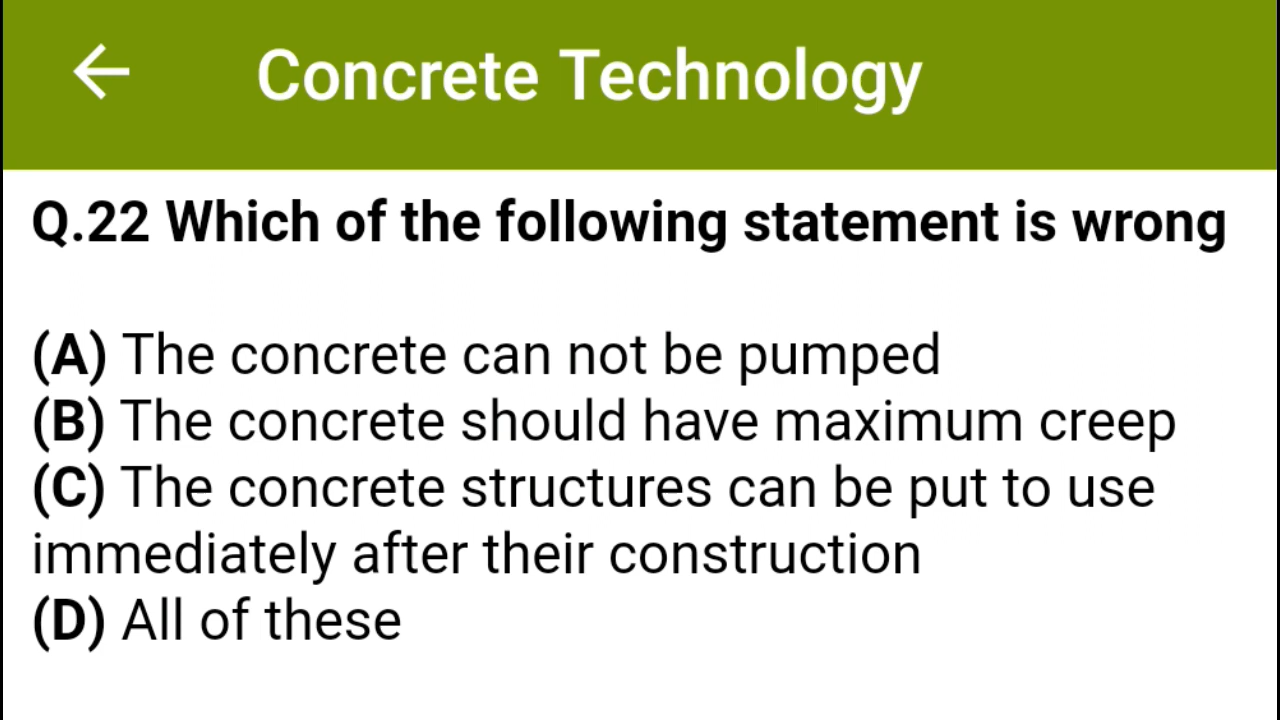 Concrete Technology
Q.22 Which of the following statement is wrong
(A) The concrete can not be pumped
(B) The concrete should have maximum creep
(C) The concrete structures can be put to use
immediately after their construction
(D) All of these